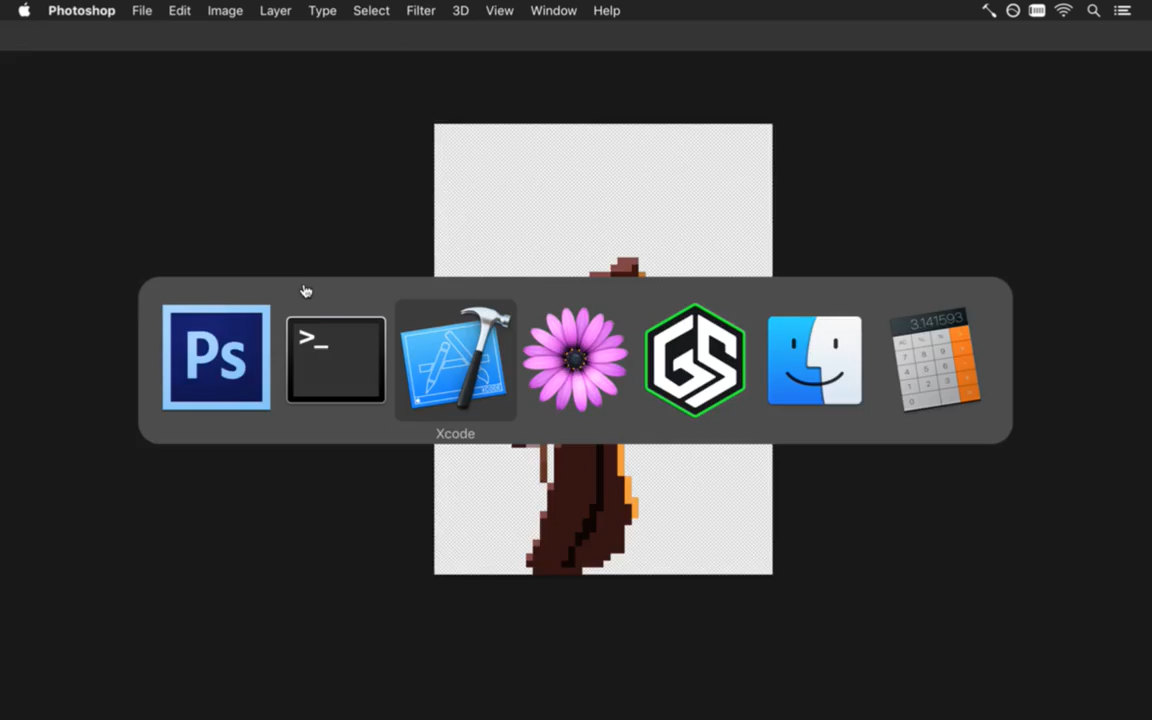 Photoshop File Edit Image Layer Type Select Filter 3D View Window Help
Ps
>_
GS
3.141593
Xcode